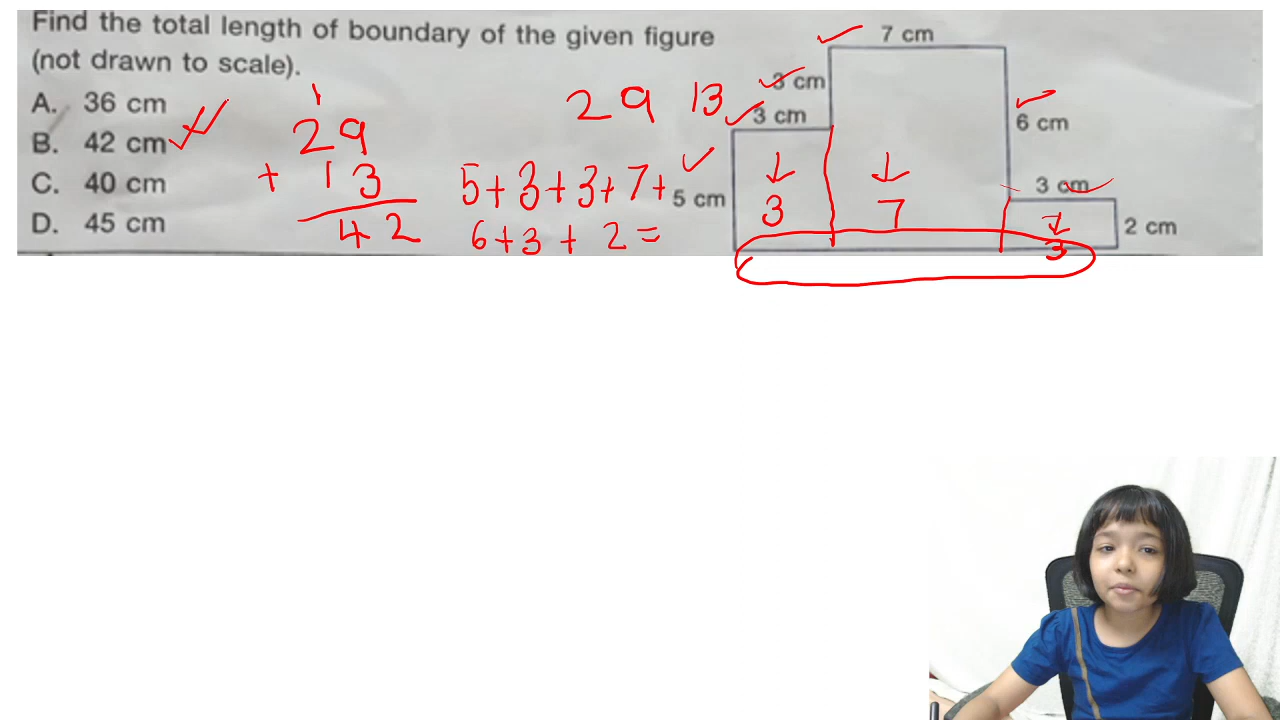 Find the total length of boundary of the given figure
(not drawn to scale).
A. 36 cm
B. 42 cm
C. 40 cm
D. 45 cm
1
29
+ 13
42
29 13
5+3+3+7+
6+3+2=
7 cm
3 cm
3 cm
6 cm
5 cm
3 cm
2 cm
3
7
3